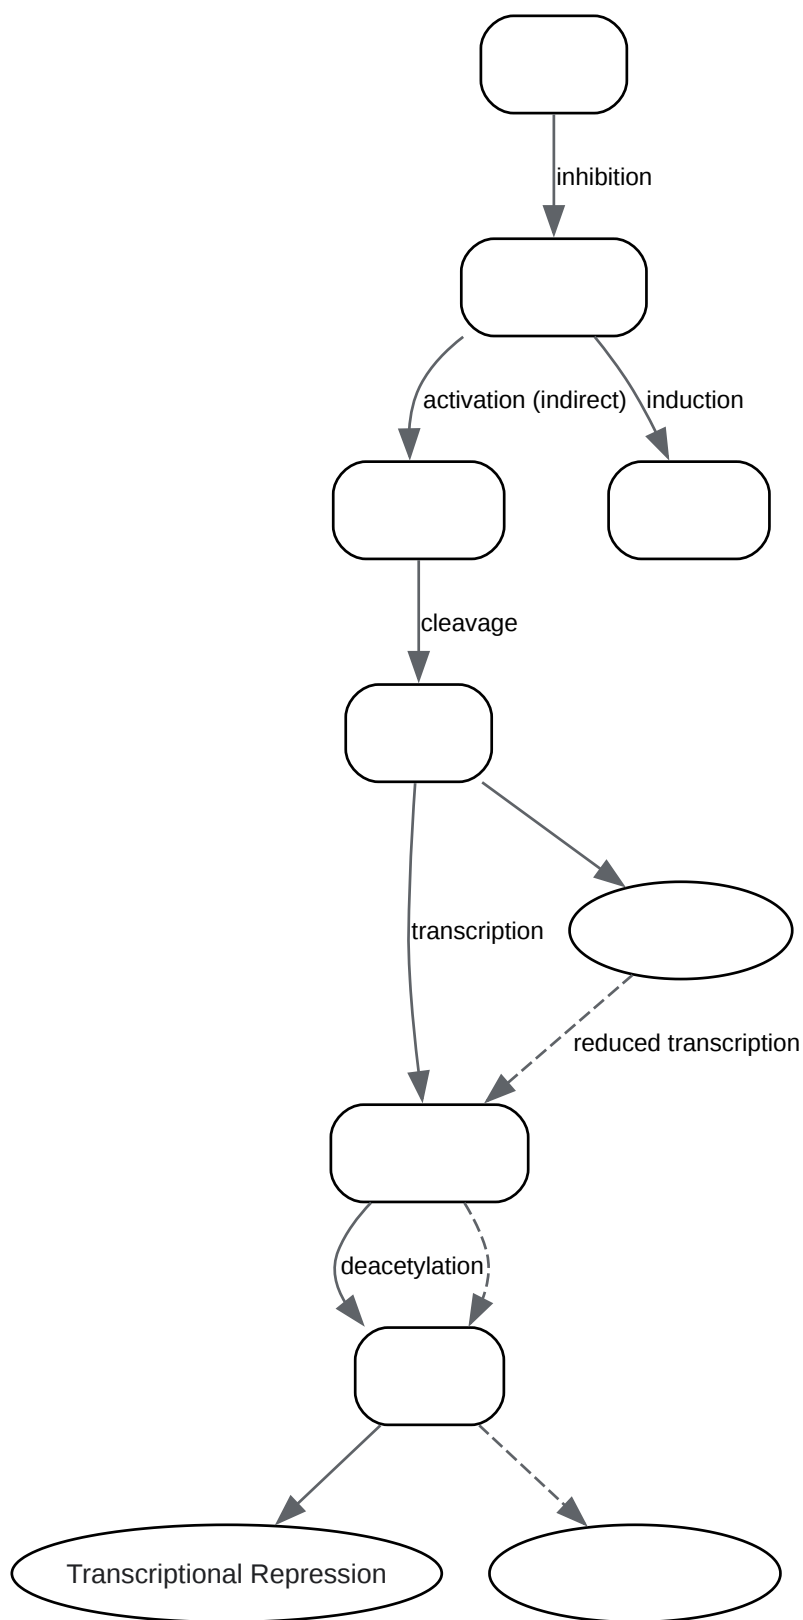 inhibition
activation (indirect)
induction
cleavage
transcription
reduced transcription
deacetylation
Transcriptional Repression